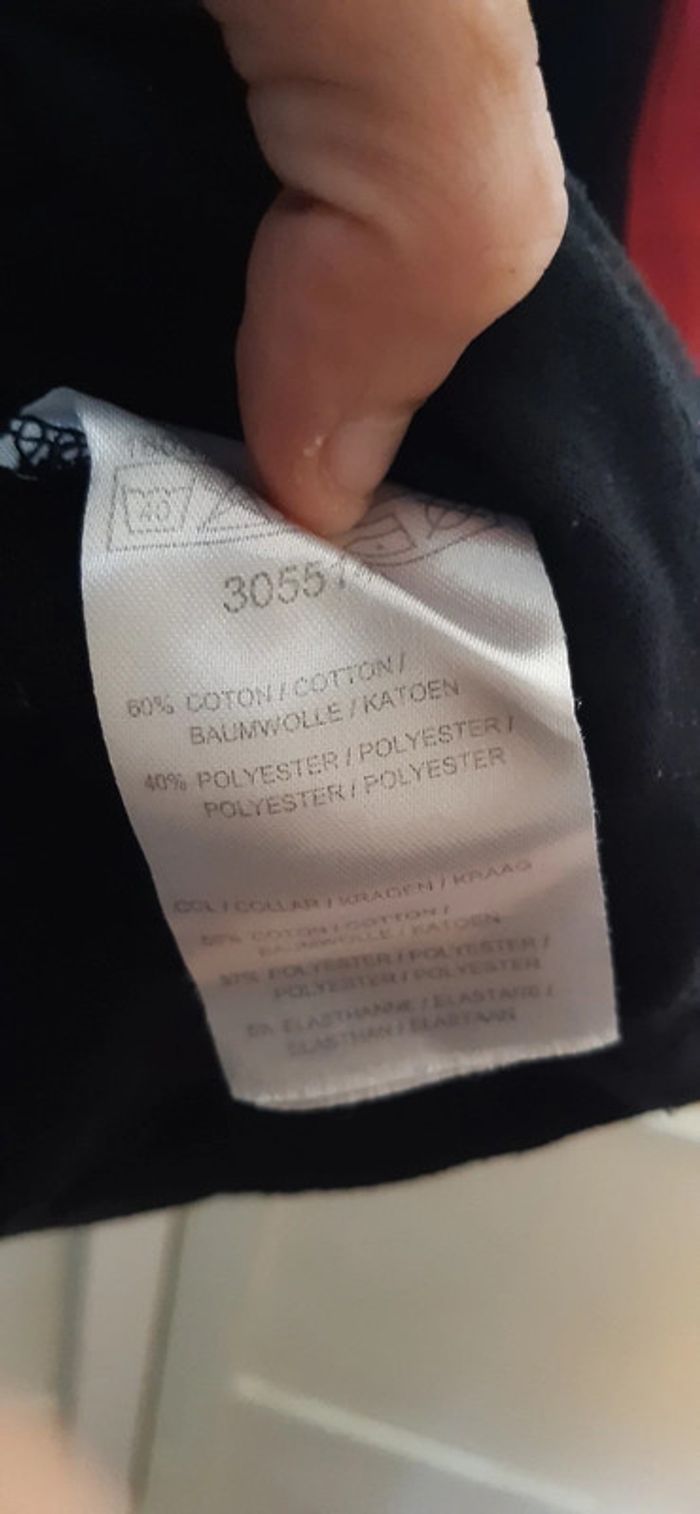 40
3055
60% COTON / COTTON /
BAUMWOLLE / KATOEN
40% POLYESTER / POLYESTER /
POLYESTER / POLYESTER
COL / COLLAR / KRAGEN / KRAAG
COTON / COTTON /
BAUMWOLLE / KATOEN
POLYESTER / POLYESTER /
POLYESTER / POLYESTER
5% ELASTHANNE / ELASTANE /
ELASTHAN / ELASTAAN